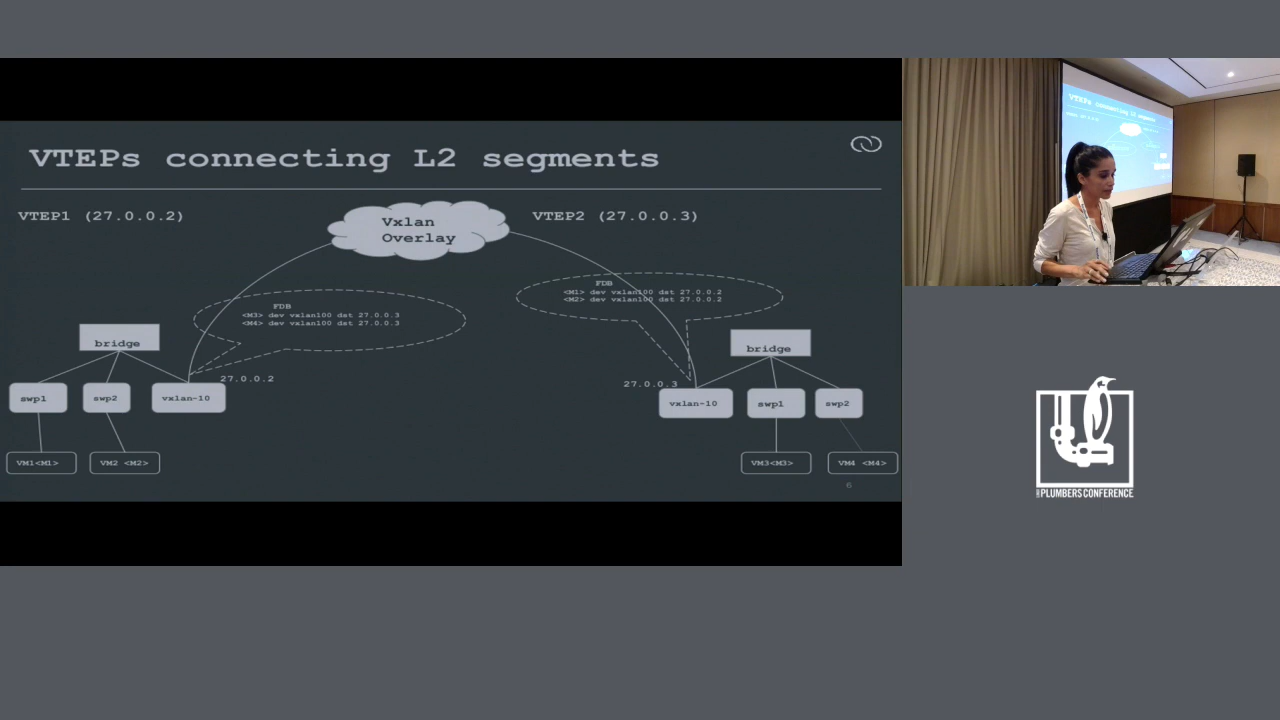 VTEPs connecting L2 segments
VTEP1 (27.0.0.2)
Vxlan
Overlay
VTEP2 (27.0.0.3)
FDB
<M3> dev vxlan100 dst 27.0.0.3
<M4> dev vxlan100 dst 27.0.0.3
FDB
<M1> dev vxlan100 dst 27.0.0.2
<M2> dev vxlan100 dst 27.0.0.2
bridge
27.0.0.2
swp1
swp2
vxlan-10
VM1<M1>
VM2 <M2>
bridge
27.0.0.3
vxlan-10
swp1
swp2
VM3<M3>
VM4 <M4>
6
VTEPs connecting L2 segments
PLUMBERS CONFERENCE